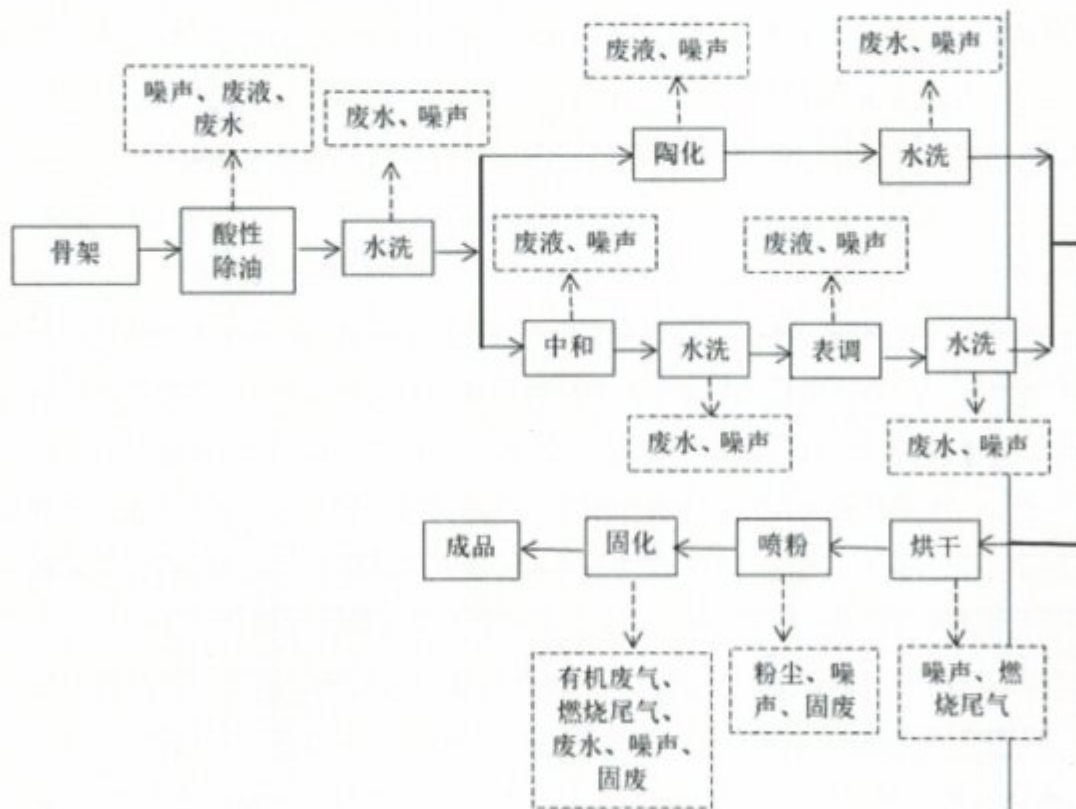 废液、噪声
废水、噪声
噪声、废液、
废水
废水、噪声
陶化
水洗
骨架
酸性
除油
水洗
废液、噪声
废液、噪声
中和
水洗
表调
水洗
废水、噪声
废水、噪声
成品
固化
喷粉
烘干
有机废气、
燃烧尾气、
废水、噪声、
固废
粉尘、噪
声、固废
噪声、燃
烧尾气